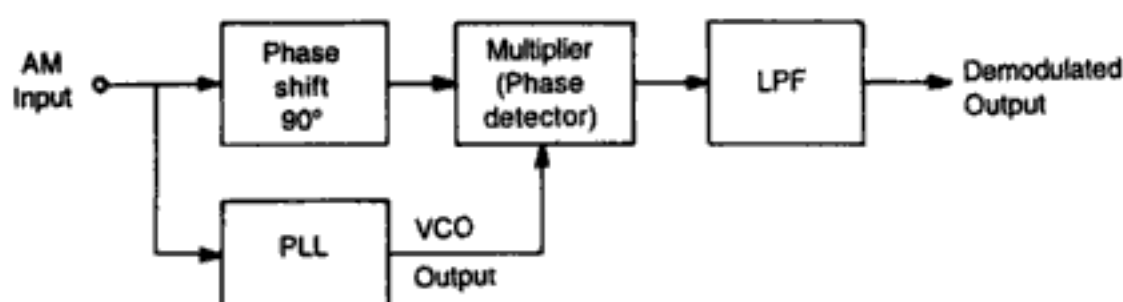 AM
Input
Phase
shift
90°
Multiplier
(Phase
detector)
LPF
Demodulated
Output
PLL
VCO
Output